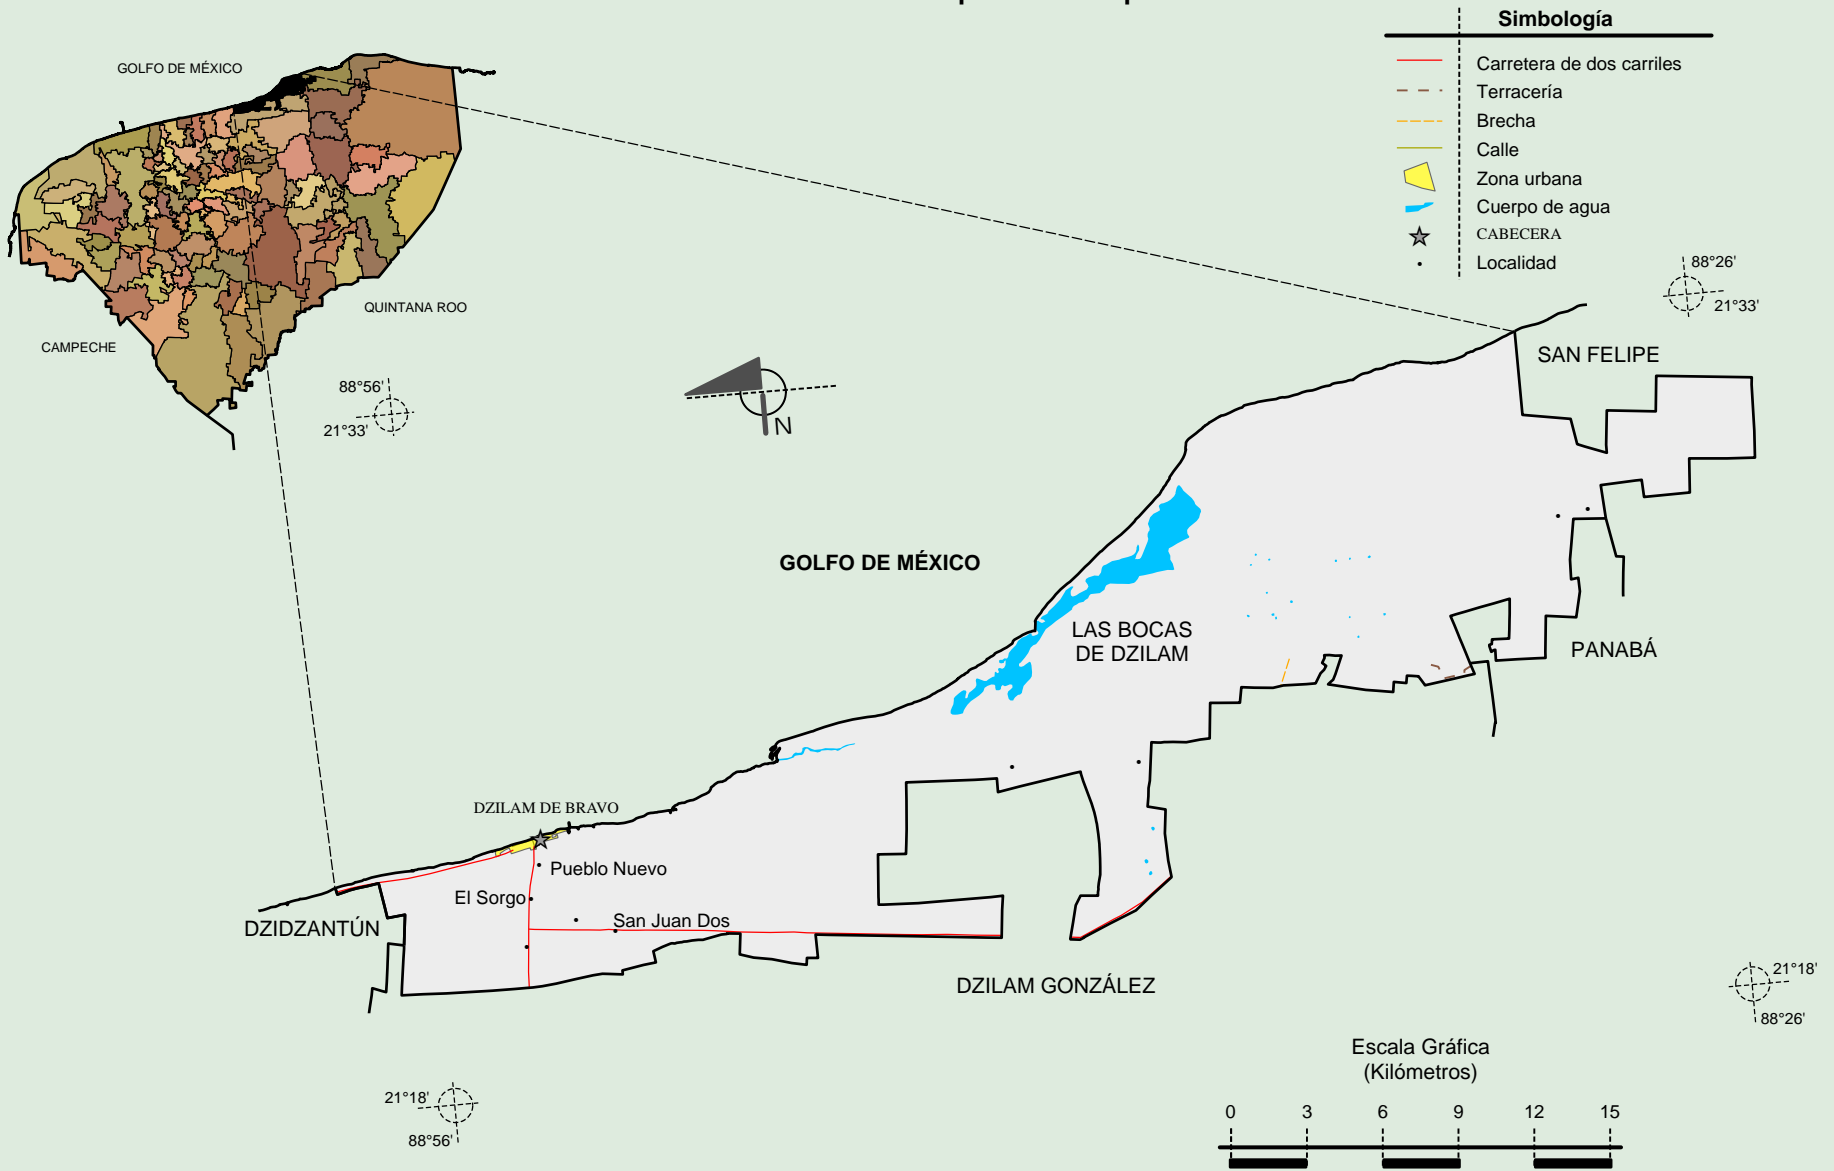 Simbología
Carretera de dos carriles
Terracería
Brecha
Calle
Zona urbana
Cuerpo de agua
CABECERA
Localidad
GOLFO DE MÉXICO
QUINTANA ROO
CAMPECHE
88°56'
21°33'
88°26'
21°33'
SAN FELIPE
N
GOLFO DE MÉXICO
LAS BOCAS
DE DZILAM
PANABÁ
DZILAM DE BRAVO
Pueblo Nuevo
El Sorgo
San Juan Dos
DZIDZANTÚN
DZILAM GONZÁLEZ
21°18'
88°26'
21°18'
88°56'
Escala Gráfica
(Kilómetros)
0 3 6 9 12 15